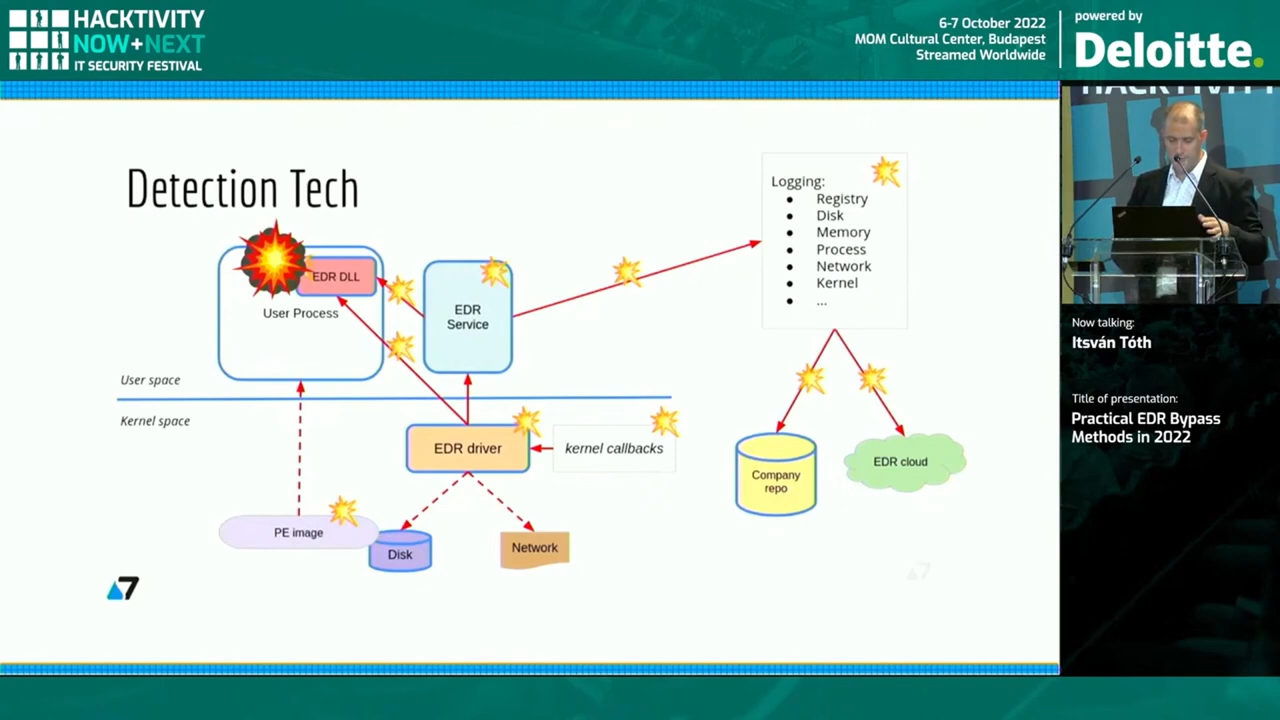 HACKTIVITY
NOW+NEXT
IT SECURITY FESTIVAL
6-7 October 2022
MOM Cultural Center, Budapest
Streamed Worldwide
powered by
Deloitte.
HACKTIVITY
Detection Tech
EDR DLL
User Process
EDR
Service
Logging:
● Registry
● Disk
● Memory
● Process
● Network
● Kernel
● ...
User space
Kernel space
EDR driver
kernel callbacks
PE image
Disk
Network
Company
repo
EDR cloud
7
Now talking:
Itsván Tóth
Title of presentation:
Practical EDR Bypass
Methods in 2022